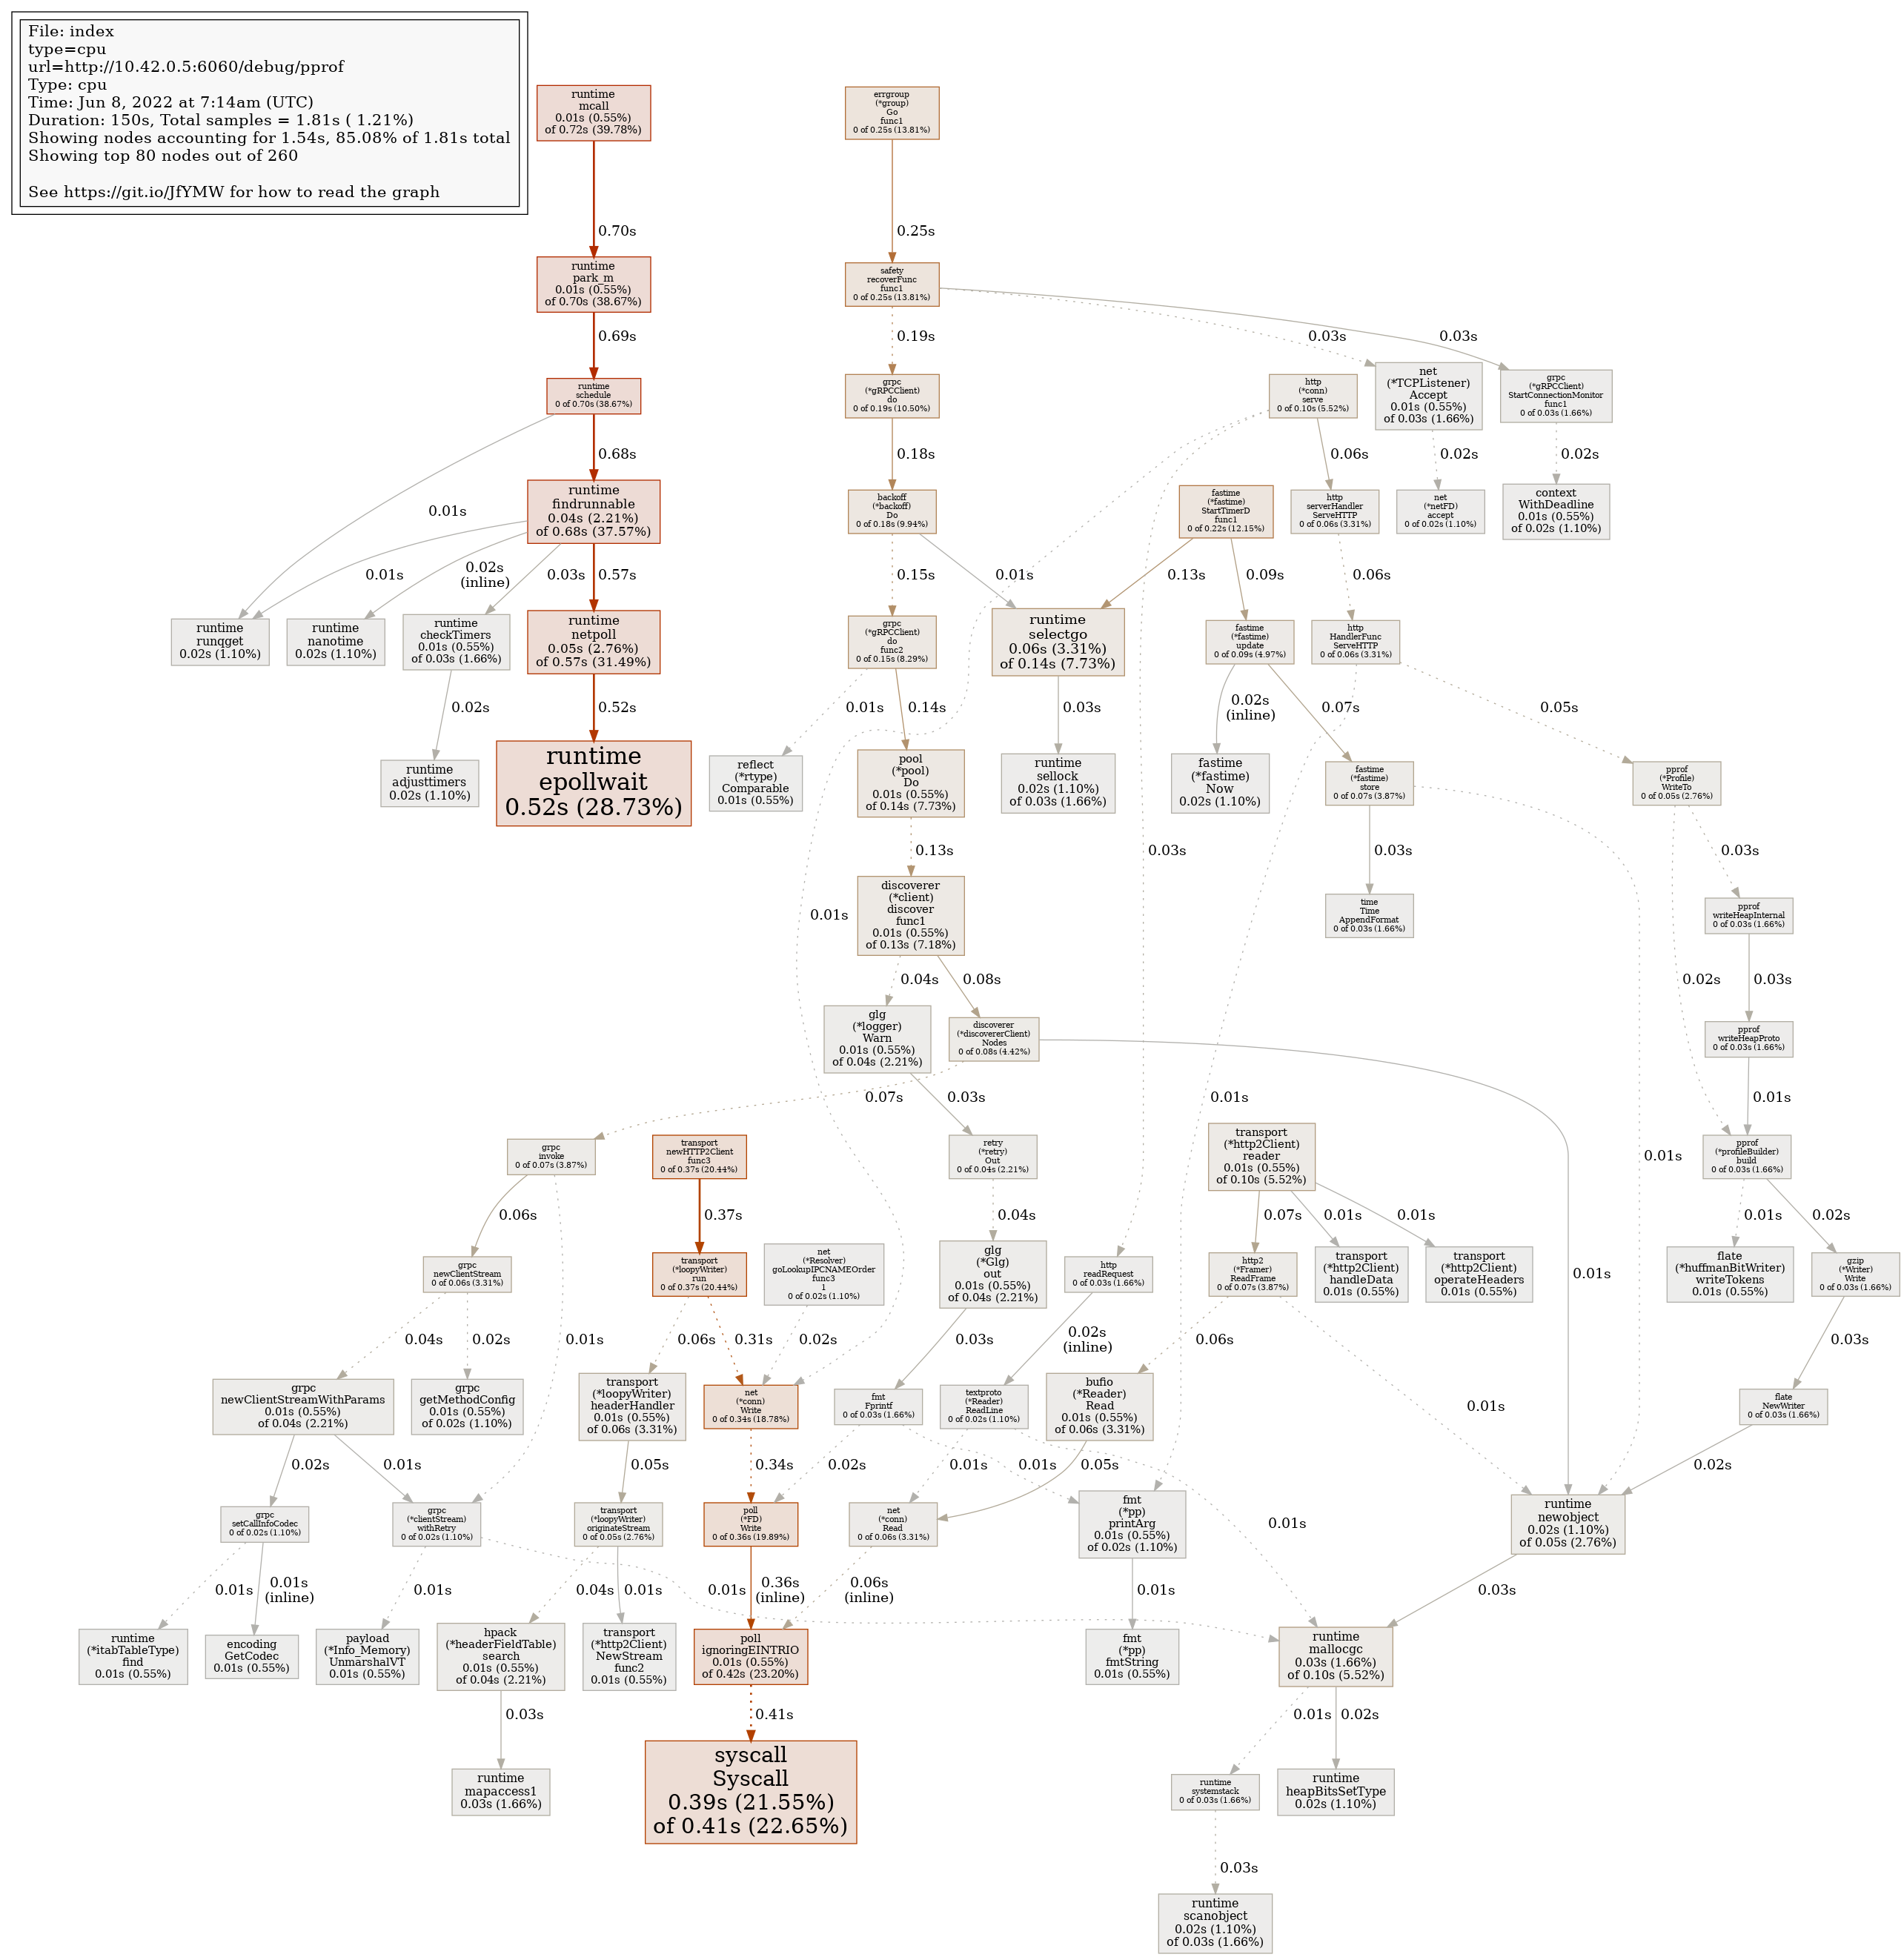 File: index
type=cpu
url=http://10.42.0.5:6060/debug/pprof
Type: cpu
Time: Jun 8, 2022 at 7:14am (UTC)
Duration: 150s, Total samples = 1.81s ( 1.21%)
Showing nodes accounting for 1.54s, 85.08% of 1.81s total
Showing top 80 nodes out of 260
See https://git.io/JfYMW for how to read the graph
runtime
mcall
0.01s (0.55%)
of 0.72s (39.78%)
errgroup
(*group)
Go
func1
0 of 0.25s (13.81%)
0.70s
0.25s
runtime
park_m
0.01s (0.55%)
of 0.70s (38.67%)
safety
recoverFunc
func1
0 of 0.25s (13.81%)
0.69s
0.19s
0.03s
0.03s
runtime
schedule
0 of 0.70s (38.67%)
grpc
(*gRPCClient)
do
0 of 0.19s (10.50%)
http
(*conn)
serve
0 of 0.10s (5.52%)
net
(*TCPListener)
Accept
0.01s (0.55%)
of 0.03s (1.66%)
grpc
(*gRPCClient)
StartConnectionMonitor
func1
0 of 0.03s (1.66%)
0.01s
0.68s
0.18s
0.06s
0.02s
0.02s
runtime
findrunnable
0.04s (2.21%)
of 0.68s (37.57%)
backoff
(*backoff)
Do
0 of 0.18s (9.94%)
fastime
(*fastime)
StartTimerD
func1
0 of 0.22s (12.15%)
http
serverHandler
ServeHTTP
0 of 0.06s (3.31%)
net
(*netFD)
accept
0 of 0.02s (1.10%)
context
WithDeadline
0.01s (0.55%)
of 0.02s (1.10%)
0.01s
0.02s
(inline)
0.03s
0.57s
0.15s
0.01s
0.13s
0.09s
0.06s
runtime
runqget
0.02s (1.10%)
runtime
nanotime
0.02s (1.10%)
runtime
checkTimers
0.01s (0.55%)
of 0.03s (1.66%)
runtime
netpoll
0.05s (2.76%)
of 0.57s (31.49%)
grpc
(*gRPCClient)
do
func2
0 of 0.15s (8.29%)
runtime
selectgo
0.06s (3.31%)
of 0.14s (7.73%)
fastime
(*fastime)
update
0 of 0.09s (4.97%)
http
HandlerFunc
ServeHTTP
0 of 0.06s (3.31%)
0.02s
0.52s
0.01s
0.14s
0.03s
0.02s
(inline)
0.07s
0.05s
runtime
adjusttimers
0.02s (1.10%)
runtime
epollwait
0.52s (28.73%)
reflect
(*rtype)
Comparable
0.01s (0.55%)
pool
(*pool)
Do
0.01s (0.55%)
of 0.14s (7.73%)
runtime
sellock
0.02s (1.10%)
of 0.03s (1.66%)
fastime
(*fastime)
Now
0.02s (1.10%)
fastime
(*fastime)
store
0 of 0.07s (3.87%)
pprof
(*Profile)
WriteTo
0 of 0.05s (2.76%)
0.13s
0.03s
0.03s
0.03s
discoverer
(*client)
discover
func1
0.01s (0.55%)
of 0.13s (7.18%)
time
Time
AppendFormat
0 of 0.03s (1.66%)
pprof
writeHeapInternal
0 of 0.03s (1.66%)
0.01s
0.04s
0.08s
0.02s
0.03s
glg
(*logger)
Warn
0.01s (0.55%)
of 0.04s (2.21%)
discoverer
(*discovererClient)
Nodes
0 of 0.08s (4.42%)
pprof
writeHeapProto
0 of 0.03s (1.66%)
0.07s
0.03s
0.01s
0.01s
grpc
invoke
0 of 0.07s (3.87%)
transport
newHTTP2Client
func3
0 of 0.37s (20.44%)
retry
(*retry)
Out
0 of 0.04s (2.21%)
transport
(*http2Client)
reader
0.01s (0.55%)
of 0.10s (5.52%)
0.01s
pprof
(*profileBuilder)
build
0 of 0.03s (1.66%)
0.06s
0.37s
0.04s
0.07s
0.01s
0.01s
0.01s
0.02s
grpc
newClientStream
0 of 0.06s (3.31%)
transport
(*loopyWriter)
run
0 of 0.37s (20.44%)
net
(*Resolver)
goLookupIPCNAMEOrder
func3
1
0 of 0.02s (1.10%)
glg
(*Glg)
out
0.01s (0.55%)
of 0.04s (2.21%)
http
readRequest
0 of 0.03s (1.66%)
http2
(*Framer)
ReadFrame
0 of 0.07s (3.87%)
transport
(*http2Client)
handleData
0.01s (0.55%)
transport
(*http2Client)
operateHeaders
0.01s (0.55%)
0.01s
flate
(*huffmanBitWriter)
writeTokens
0.01s (0.55%)
gzip
(*Writer)
Write
0 of 0.03s (1.66%)
0.04s
0.02s
0.01s
0.06s
0.31s
0.02s
0.03s
0.02s
(inline)
0.06s
0.03s
grpc
newClientStreamWithParams
0.01s (0.55%)
of 0.04s (2.21%)
grpc
getMethodConfig
0.01s (0.55%)
of 0.02s (1.10%)
transport
(*loopyWriter)
headerHandler
0.01s (0.55%)
of 0.06s (3.31%)
net
(*conn)
Write
0 of 0.34s (18.78%)
fmt
Fprintf
0 of 0.03s (1.66%)
textproto
(*Reader)
ReadLine
0 of 0.02s (1.10%)
bufio
(*Reader)
Read
0.01s (0.55%)
of 0.06s (3.31%)
0.01s
flate
NewWriter
0 of 0.03s (1.66%)
0.02s
0.01s
0.05s
0.34s
0.02s
0.01s
0.01s
0.05s
0.02s
grpc
setCallInfoCodec
0 of 0.02s (1.10%)
grpc
(*clientStream)
withRetry
0 of 0.02s (1.10%)
transport
(*loopyWriter)
originateStream
0 of 0.05s (2.76%)
poll
(*FD)
Write
0 of 0.36s (19.89%)
net
(*conn)
Read
0 of 0.06s (3.31%)
fmt
(*pp)
printArg
0.01s (0.55%)
of 0.02s (1.10%)
0.01s
runtime
newobject
0.02s (1.10%)
of 0.05s (2.76%)
0.01s
0.01s
(inline)
0.01s
0.04s
0.01s
0.01s
0.36s
(inline)
0.06s
(inline)
0.01s
0.03s
runtime
(*itabTableType)
find
0.01s (0.55%)
encoding
GetCodec
0.01s (0.55%)
payload
(*Info_Memory)
UnmarshalVT
0.01s (0.55%)
hpack
(*headerFieldTable)
search
0.01s (0.55%)
of 0.04s (2.21%)
transport
(*http2Client)
NewStream
func2
0.01s (0.55%)
poll
ignoringEINTRIO
0.01s (0.55%)
of 0.42s (23.20%)
fmt
(*pp)
fmtString
0.01s (0.55%)
runtime
mallocgc
0.03s (1.66%)
of 0.10s (5.52%)
0.03s
0.41s
0.01s
0.02s
runtime
mapaccess1
0.03s (1.66%)
syscall
Syscall
0.39s (21.55%)
of 0.41s (22.65%)
runtime
systemstack
0 of 0.03s (1.66%)
runtime
heapBitsSetType
0.02s (1.10%)
0.03s
runtime
scanobject
0.02s (1.10%)
of 0.03s (1.66%)